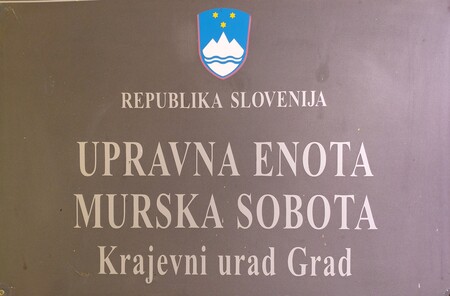 REPUBLIKA SLOVENIJA
UPRAVNA ENOTA
MURSKA SOBOTA
Krajevni urad Grad